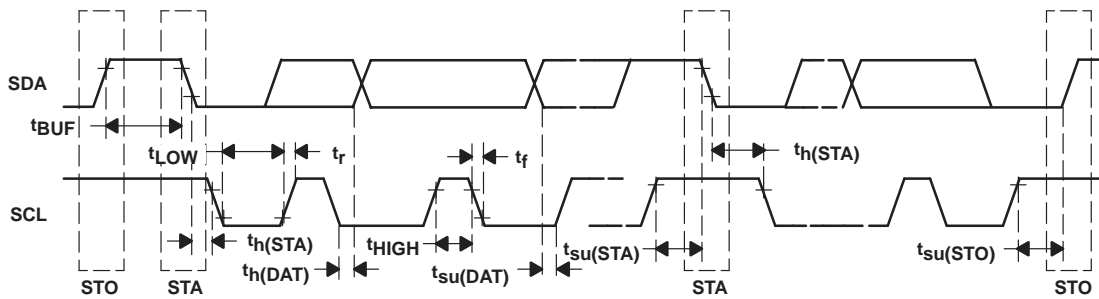 SDA
tBUF
tLOW
tr
tf
th(STA)
SCL
th(STA)
tHIGH
tsu(STA)
tsu(STO)
th(DAT)
tsu(DAT)
STO
STA
STA
STO